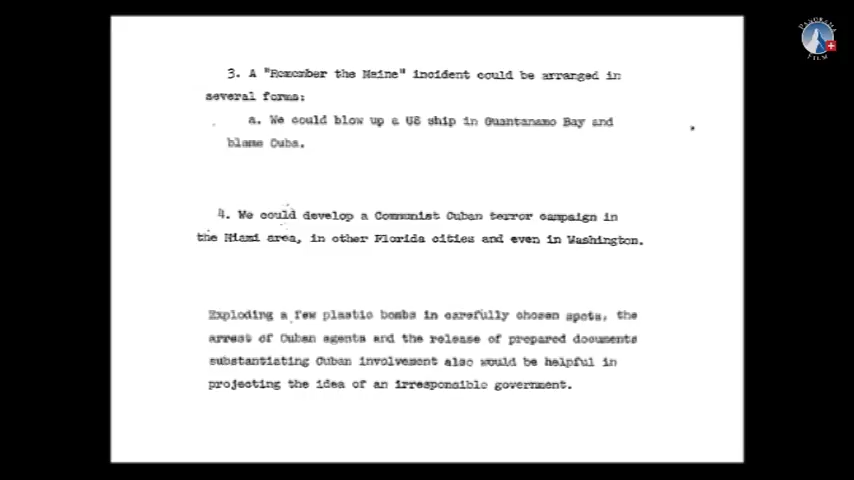 PANORAMA
FILM
3. A "Remember the Maine" incident could be arranged in
several forms:
a. We could blow up a US ship in Guantanamo Bay and
blame Cuba.
4. We could develop a Communist Cuban terror campaign in
the Miami area, in other Florida cities and even in Washington.
Exploding a few plastic bombs in carefully chosen spots, the
arrest of Cuban agents and the release of prepared documents
substantiating Cuban involvement also would be helpful in
projecting the idea of an irresponsible government.